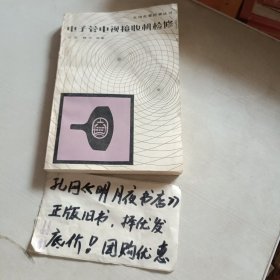 电子管电视接收机检修
孔网《明月夜书店》
正版旧书，择优发
底价！团购优惠